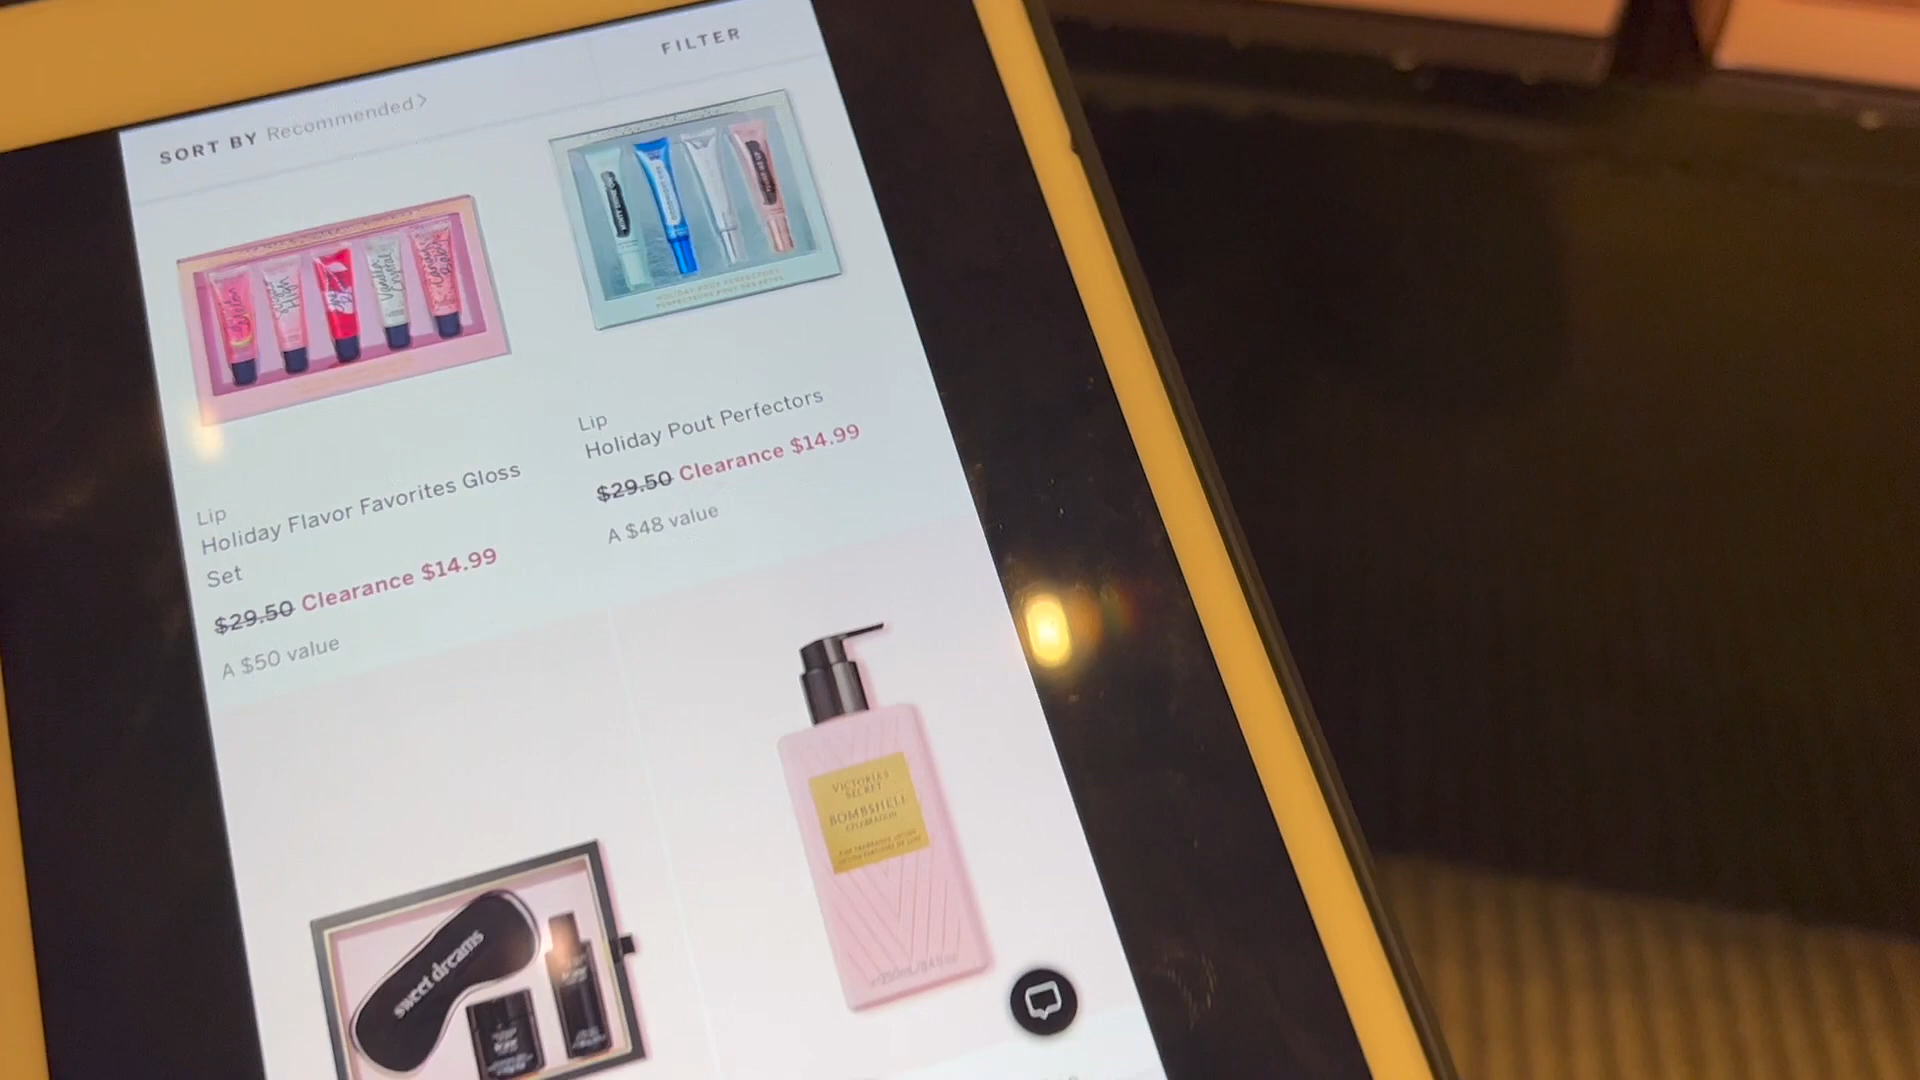 FILTER
SORT BY Recommended
Lip
Holiday Flavor Favorites Gloss
Set
$29.50 Clearance $14.99
A $50 value
Lip
Holiday Pout Perfectors
$29.50 Clearance $14.99
A $48 value
VICTORIA'S
SECRET
BOMBSHELL
CELEBRATION
sweet dreams